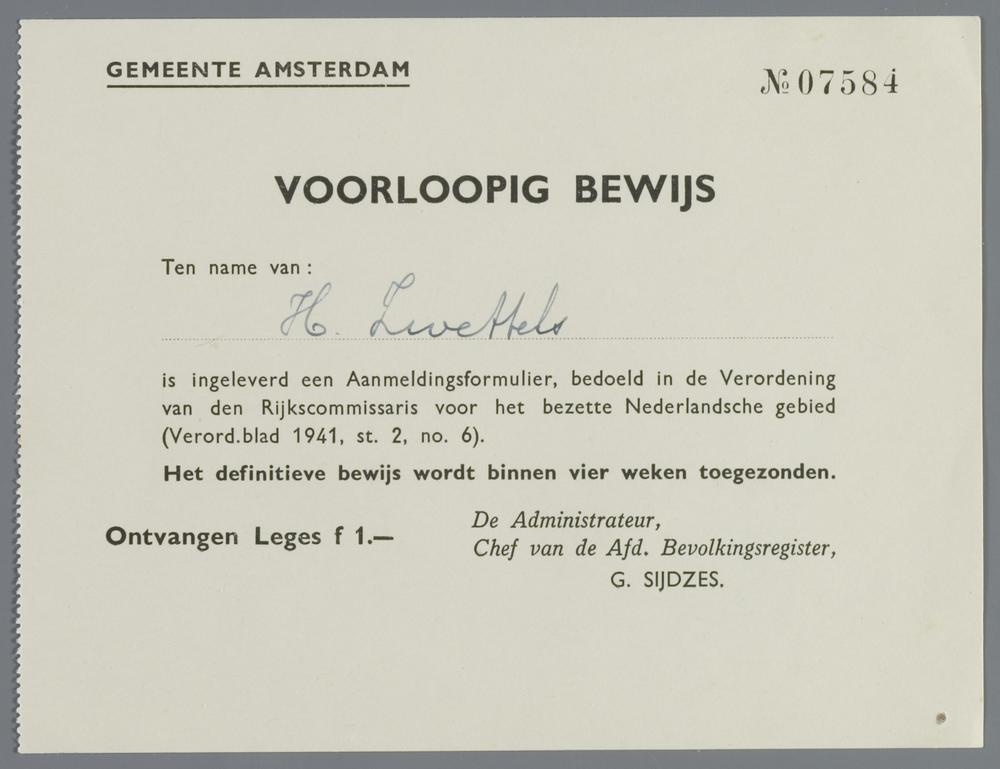 GEMEENTE AMSTERDAM
№ 07584
VOORLOOPIG BEWIJS
Ten name van :
H. Zwettels
is ingeleverd een Aanmeldingsformulier, bedoeld in de Verordening
van den Rijkscommissaris voor het bezette Nederlandsche gebied
(Verord.blad 1941, st. 2, no. 6).
Het definitieve bewijs wordt binnen vier weken toegezonden.
Ontvangen Leges f 1.—
De Administrateur,
Chef van de Afd. Bevolkingsregister,
G. SIJDZES.